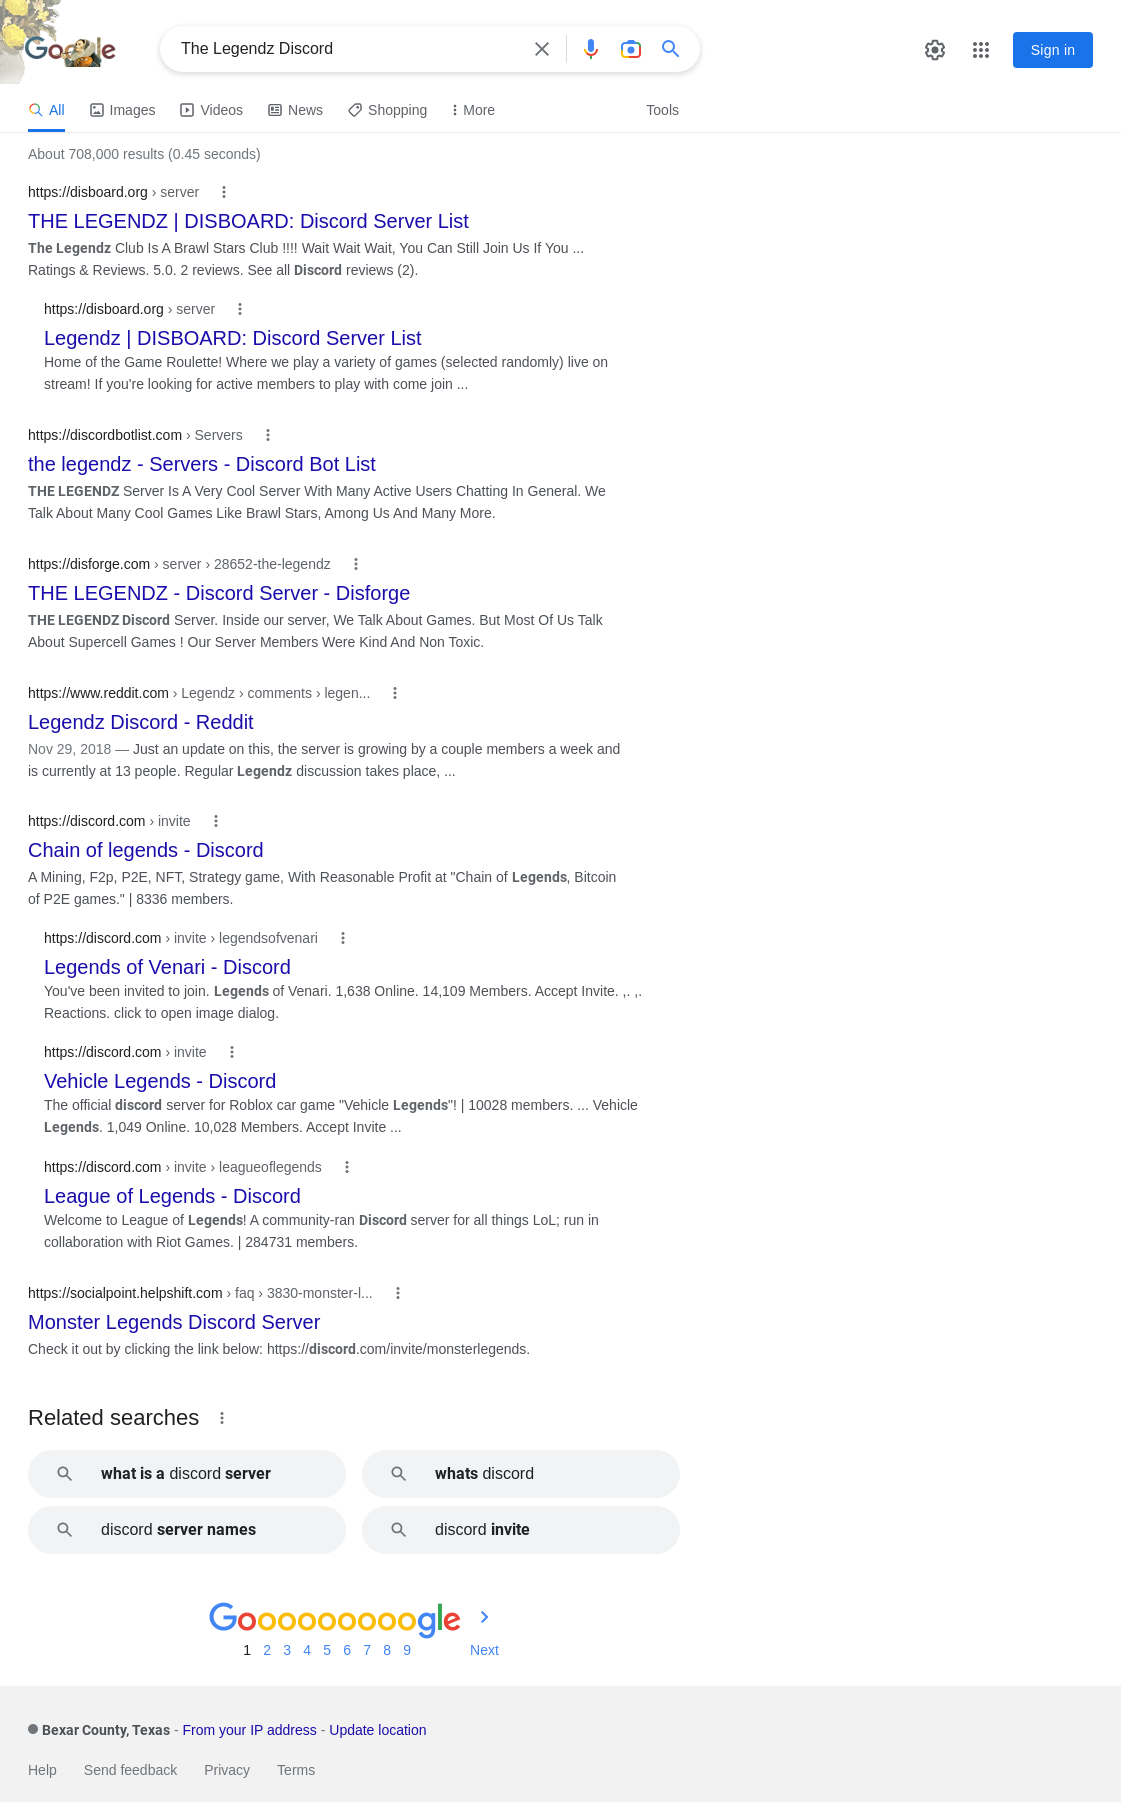 Google
The Legendz Discord
Sign in
All Images Videos News Shopping More Tools
About 708,000 results (0.45 seconds)
https://disboard.org › server
THE LEGENDZ | DISBOARD: Discord Server List
The Legendz Club Is A Brawl Stars Club !!!! Wait Wait Wait, You Can Still Join Us If You ...
Ratings & Reviews. 5.0. 2 reviews. See all Discord reviews (2).
https://disboard.org › server
Legendz | DISBOARD: Discord Server List
Home of the Game Roulette! Where we play a variety of games (selected randomly) live on
stream! If you're looking for active members to play with come join ...
https://discordbotlist.com › Servers
the legendz - Servers - Discord Bot List
THE LEGENDZ Server Is A Very Cool Server With Many Active Users Chatting In General. We
Talk About Many Cool Games Like Brawl Stars, Among Us And Many More.
https://disforge.com › server › 28652-the-legendz
THE LEGENDZ - Discord Server - Disforge
THE LEGENDZ Discord Server. Inside our server, We Talk About Games. But Most Of Us Talk
About Supercell Games ! Our Server Members Were Kind And Non Toxic.
https://www.reddit.com › Legendz › comments › legen...
Legendz Discord - Reddit
Nov 29, 2018 — Just an update on this, the server is growing by a couple members a week and
is currently at 13 people. Regular Legendz discussion takes place, ...
https://discord.com › invite
Chain of legends - Discord
A Mining, F2p, P2E, NFT, Strategy game, With Reasonable Profit at "Chain of Legends, Bitcoin
of P2E games." | 8336 members.
https://discord.com › invite › legendsofvenari
Legends of Venari - Discord
You've been invited to join. Legends of Venari. 1,638 Online. 14,109 Members. Accept Invite. ,. ,.
Reactions. click to open image dialog.
https://discord.com › invite
Vehicle Legends - Discord
The official discord server for Roblox car game "Vehicle Legends"! | 10028 members. ... Vehicle
Legends. 1,049 Online. 10,028 Members. Accept Invite ...
https://discord.com › invite › leagueoflegends
League of Legends - Discord
Welcome to League of Legends! A community-ran Discord server for all things LoL; run in
collaboration with Riot Games. | 284731 members.
https://socialpoint.helpshift.com › faq › 3830-monster-l...
Monster Legends Discord Server
Check it out by clicking the link below: https://discord.com/invite/monsterlegends.
Related searches
what is a discord server
whats discord
discord server names
discord invite
Goooooooooogle
1 2 3 4 5 6 7 8 9 Next
Bexar County, Texas - From your IP address - Update location
Help Send feedback Privacy Terms